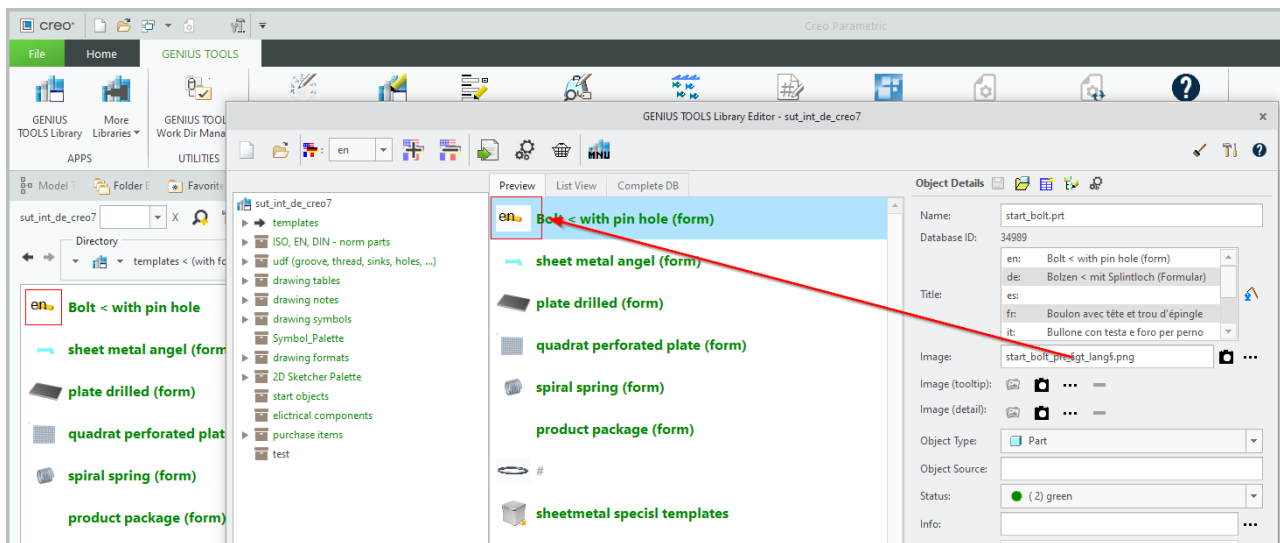 creo
Creo Parametric
File
Home
GENIUS TOOLS
GENIUS
TOOLS Library
More
Libraries
GENIUS TOOL
Work Dir Mana
APPS
UTILITIES
GENIUS TOOLS Library Editor - sut_int_de_creo7
x
: en
MNU
Model T
Folder B
Favorite
sut_int_de_creo7
X
Directory
templates < (with fo
en
Bolt < with pin hole
sheet metal angel (form
plate drilled (form)
quadrat perforated plat
spiral spring (form)
product package (form)
sut_int_de_creo7
templates
ISO, EN, DIN - norm parts
udf (groove, thread, sinks, holes, ...)
drawing tables
drawing notes
drawing symbols
Symbol_Palette
drawing formats
2D Sketcher Palette
start objects
elictrical components
purchase items
test
Preview
List View
Complete DB
en
Bolt < with pin hole (form)
sheet metal angel (form)
plate drilled (form)
quadrat perforated plate (form)
spiral spring (form)
product package (form)
#
sheetmetal specisl templates
Object Details
Name:
start_bolt.prt
Database ID:
34989
Title:
en: Bolt < with pin hole (form)
de: Bolzen < mit Splintloch (Formular)
es:
fr: Boulon avec tête et trou d'épingle
it: Bullone con testa e foro per perno
Image:
start_bolt_prt_§gt_lang§.png
Image (tooltip):
Image (detail):
Object Type:
Part
Object Source:
Status:
( 2) green
Info: